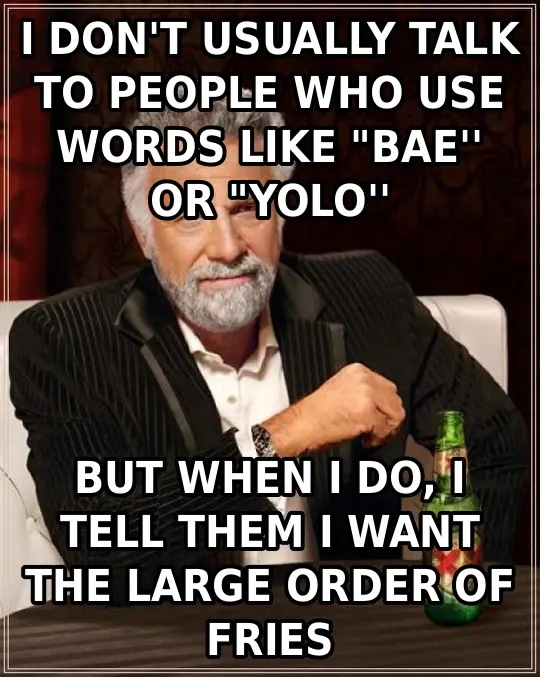 I DON'T USUALLY TALK
TO PEOPLE WHO USE
WORDS LIKE "BAE''
OR "YOLO''
BUT WHEN I DO, I
TELL THEM I WANT
THE LARGE ORDER OF
FRIES